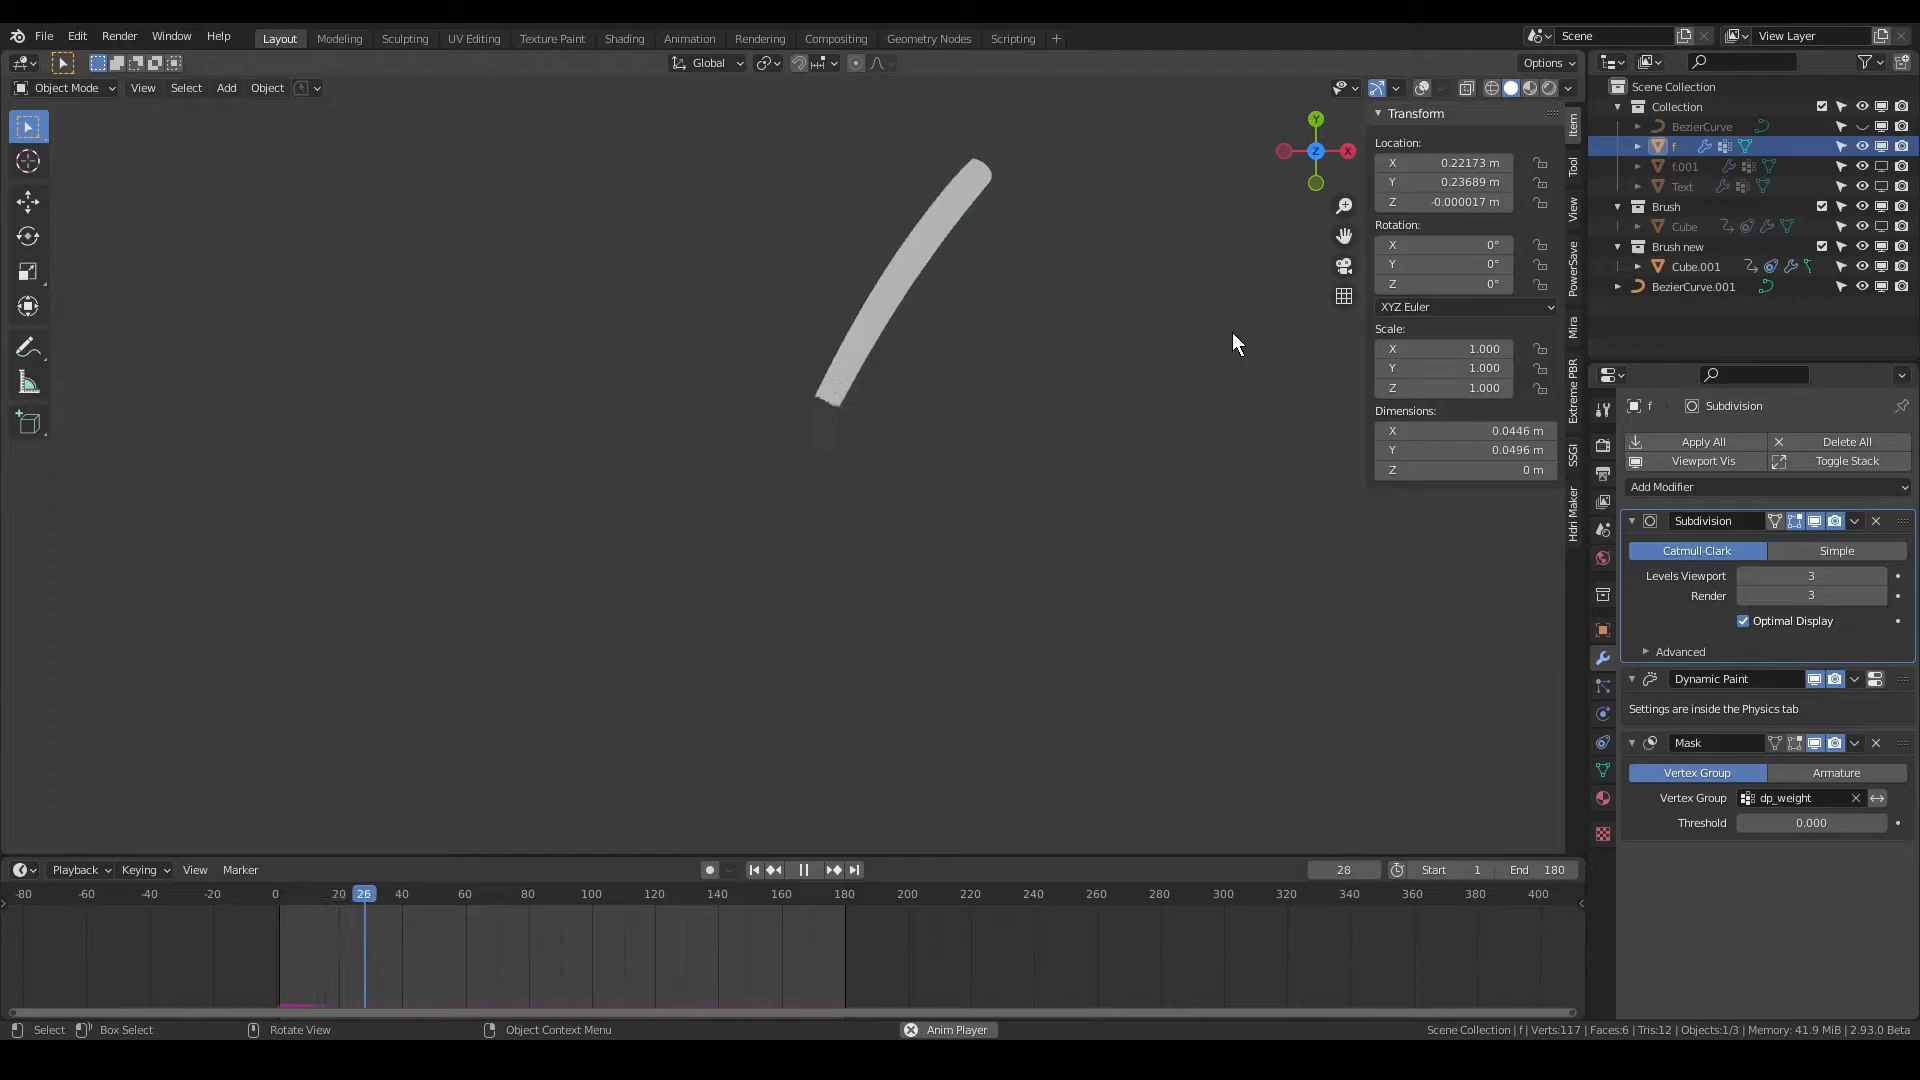 File Edit Render Window Help Layout Modeling Sculpting UV Editing Texture Paint Shading Animation Rendering Compositing Geometry Nodes Scripting + Scene View Layer
Global Options
Object Mode View Select Add Object
Scene Collection
Collection
BezierCurve
f
f.001
Text
Brush
Cube
Brush new
Cube.001
BezierCurve.001
Y
Z
X
Transform
Location:
X 0.22173 m
Y 0.23689 m
Z -0.000017 m
Rotation:
X 0°
Y 0°
Z 0°
XYZ Euler
Scale:
X 1.000
Y 1.000
Z 1.000
Dimensions:
X 0.0446 m
Y 0.0496 m
Z 0 m
Item
Tool
View
PowerSave
Mira
Extreme PBR
SSGI
Hdri Maker
f Subdivision
Apply All Delete All
Viewport Vis Toggle Stack
Add Modifier
Subdivision
Catmull-Clark Simple
Levels Viewport 3
Render 3
Optimal Display
Advanced
Dynamic Paint
Settings are inside the Physics tab
Mask
Vertex Group Armature
Vertex Group dp_weight
Threshold 0.000
Playback Keying View Marker 28 Start 1 End 180
-80 -60 -40 -20 0 20 26 40 60 80 100 120 140 160 180 200 220 240 260 280 300 320 340 360 380 400
Select Box Select Rotate View Object Context Menu Anim Player Scene Collection | f | Verts:117 | Faces:6 | Tris:12 | Objects:1/3 | Memory: 41.9 MiB | 2.93.0 Beta